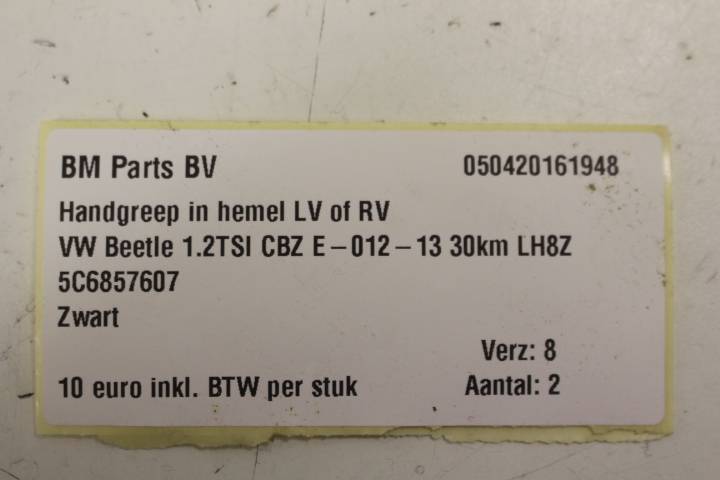 BM Parts BV 050420161948
Handgreep in hemel LV of RV
VW Beetle 1.2TSI CBZ E-012-13 30km LH8Z
5C6857607
Zwart
Verz: 8
10 euro inkl. BTW per stuk Aantal: 2